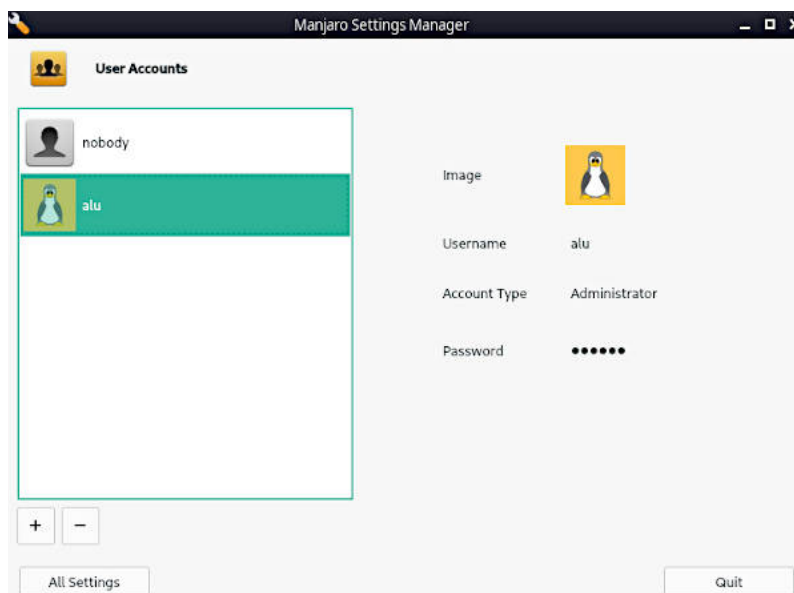 Manjaro Settings Manager
User Accounts
nobody
alu
Image
Username alu
Account Type Administrator
Password ••••••
+ −
All Settings Quit